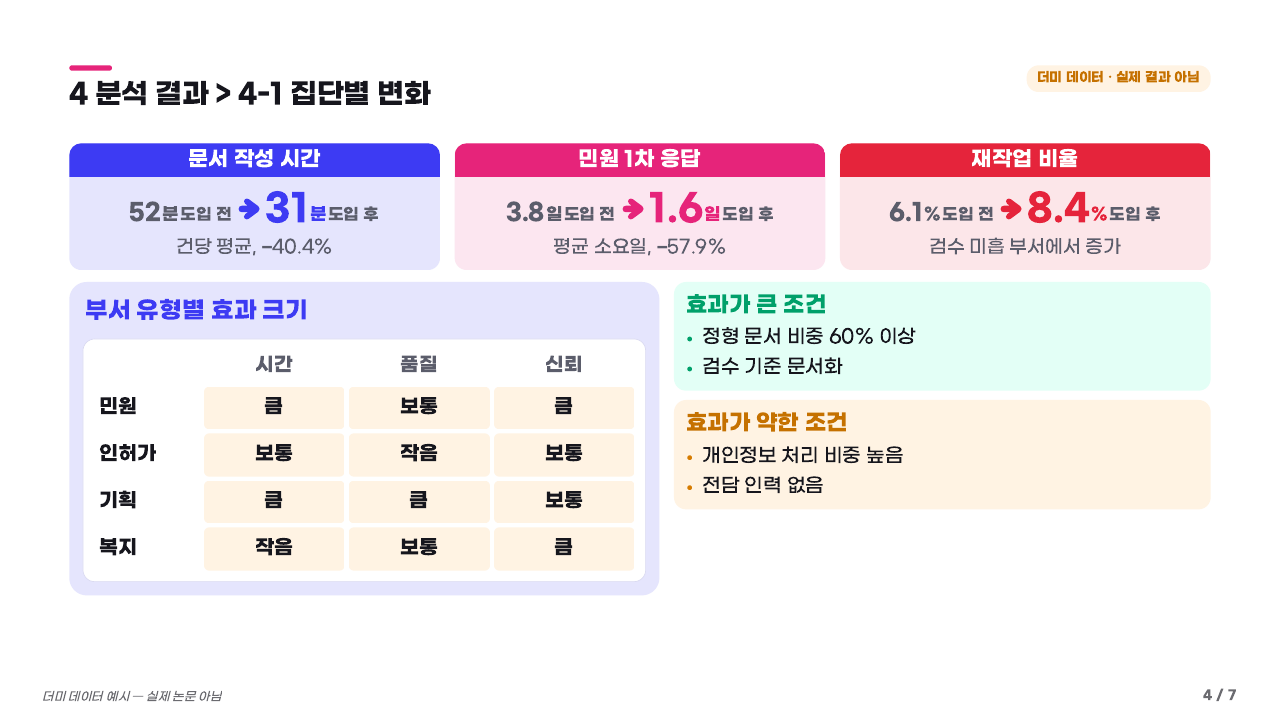 4 분석 결과 > 4-1 집단별 변화
더미 데이터 · 실제 결과 아님
문서 작성 시간
52분도입 전 ➔ 31분도입 후
건당 평균, −40.4%
민원 1차 응답
3.8일도입 전 ➔ 1.6일도입 후
평균 소요일, −57.9%
재작업 비율
6.1%도입 전 ➔ 8.4%도입 후
검수 미흡 부서에서 증가
부서 유형별 효과 크기
시간 품질 신뢰
민원 큼 보통 큼
인허가 보통 작음 보통
기획 큼 큼 보통
복지 작음 보통 큼
효과가 큰 조건
• 정형 문서 비중 60% 이상
• 검수 기준 문서화
효과가 약한 조건
• 개인정보 처리 비중 높음
• 전담 인력 없음
더미 데이터 예시 — 실제 논문 아님
4 / 7